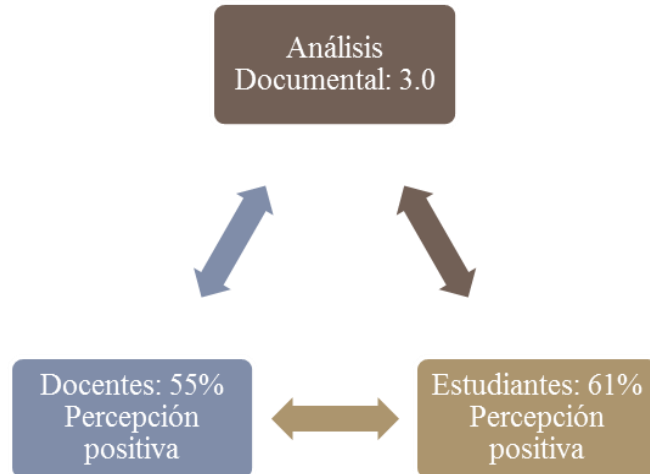 Análisis
Documental: 3.0
Docentes: 55%
Percepción
positiva
Estudiantes: 61%
Percepción
positiva